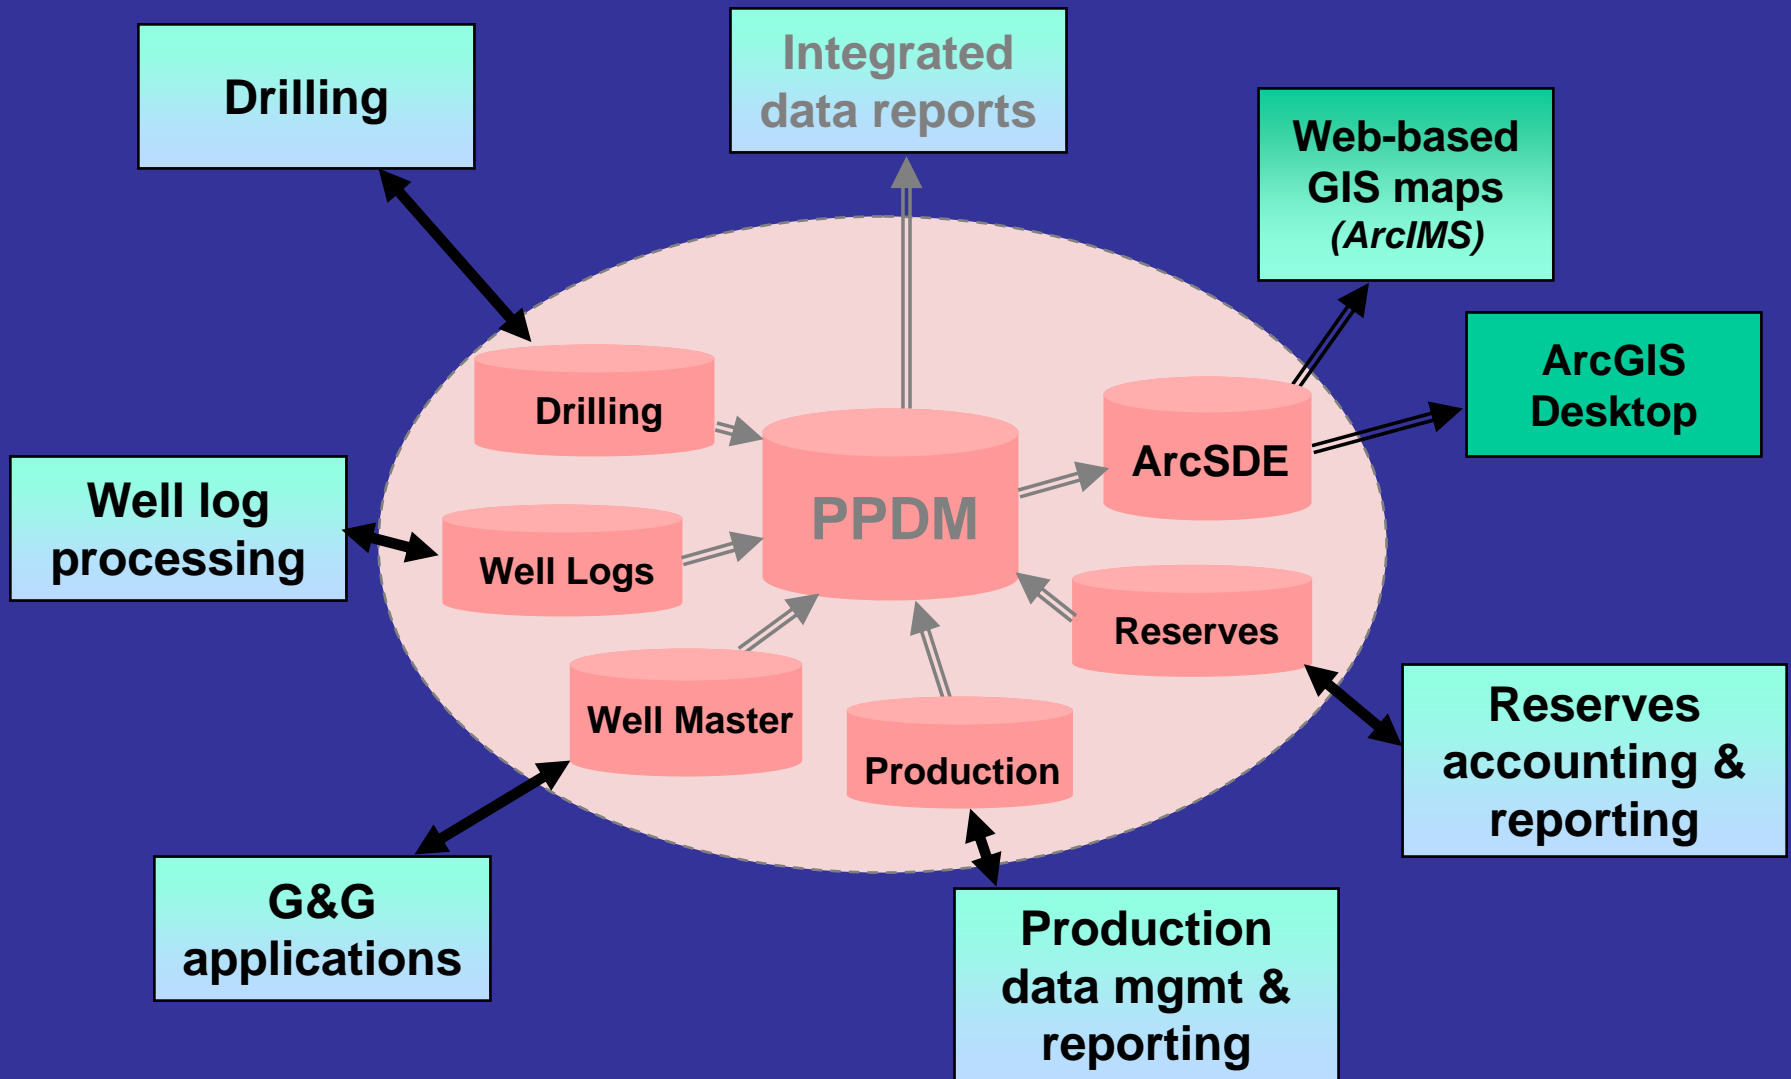 Drilling
Integrated
data reports
Web-based
GIS maps
(ArcIMS)
ArcGIS
Desktop
Drilling
ArcSDE
PPDM
Well log
processing
Well Logs
Reserves
Well Master
Production
Reserves
accounting &
reporting
G&G
applications
Production
data mgmt &
reporting